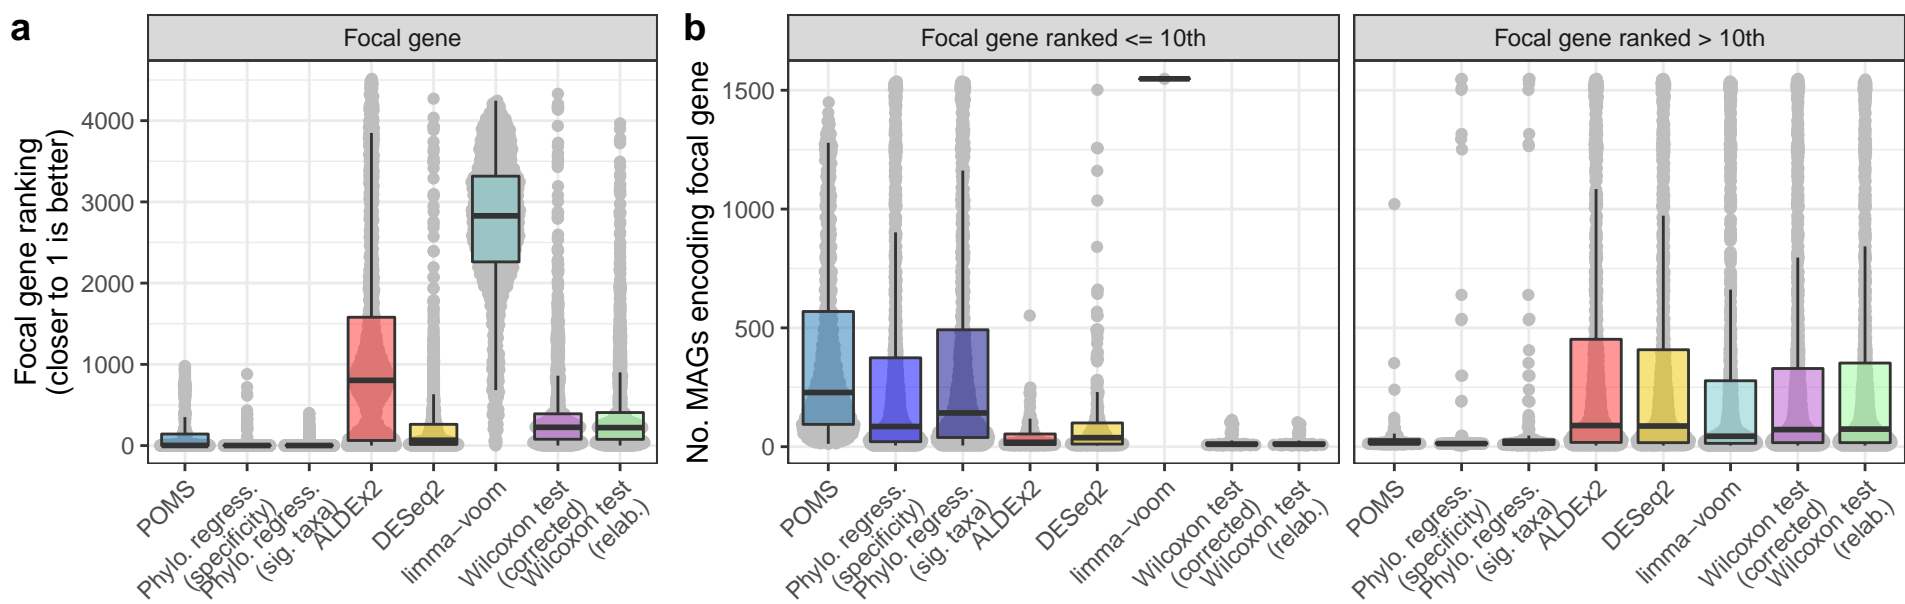 a
Focal gene
Focal gene ranking
(closer to 1 is better)
4000
3000
2000
1000
0
POMS
Phylo. regress.
(specificity)
Phylo. regress.
(sig. taxa)
ALDEx2
DESeq2
limma−voom
Wilcoxon test
(corrected)
Wilcoxon test
(relab.)
b
Focal gene ranked <= 10th
Focal gene ranked > 10th
No. MAGs encoding focal gene
1500
1000
500
0
POMS
Phylo. regress.
(specificity)
Phylo. regress.
(sig. taxa)
ALDEx2
DESeq2
limma−voom
Wilcoxon test
(corrected)
Wilcoxon test
(relab.)
POMS
Phylo. regress.
(specificity)
Phylo. regress.
(sig. taxa)
ALDEx2
DESeq2
limma−voom
Wilcoxon test
(corrected)
Wilcoxon test
(relab.)